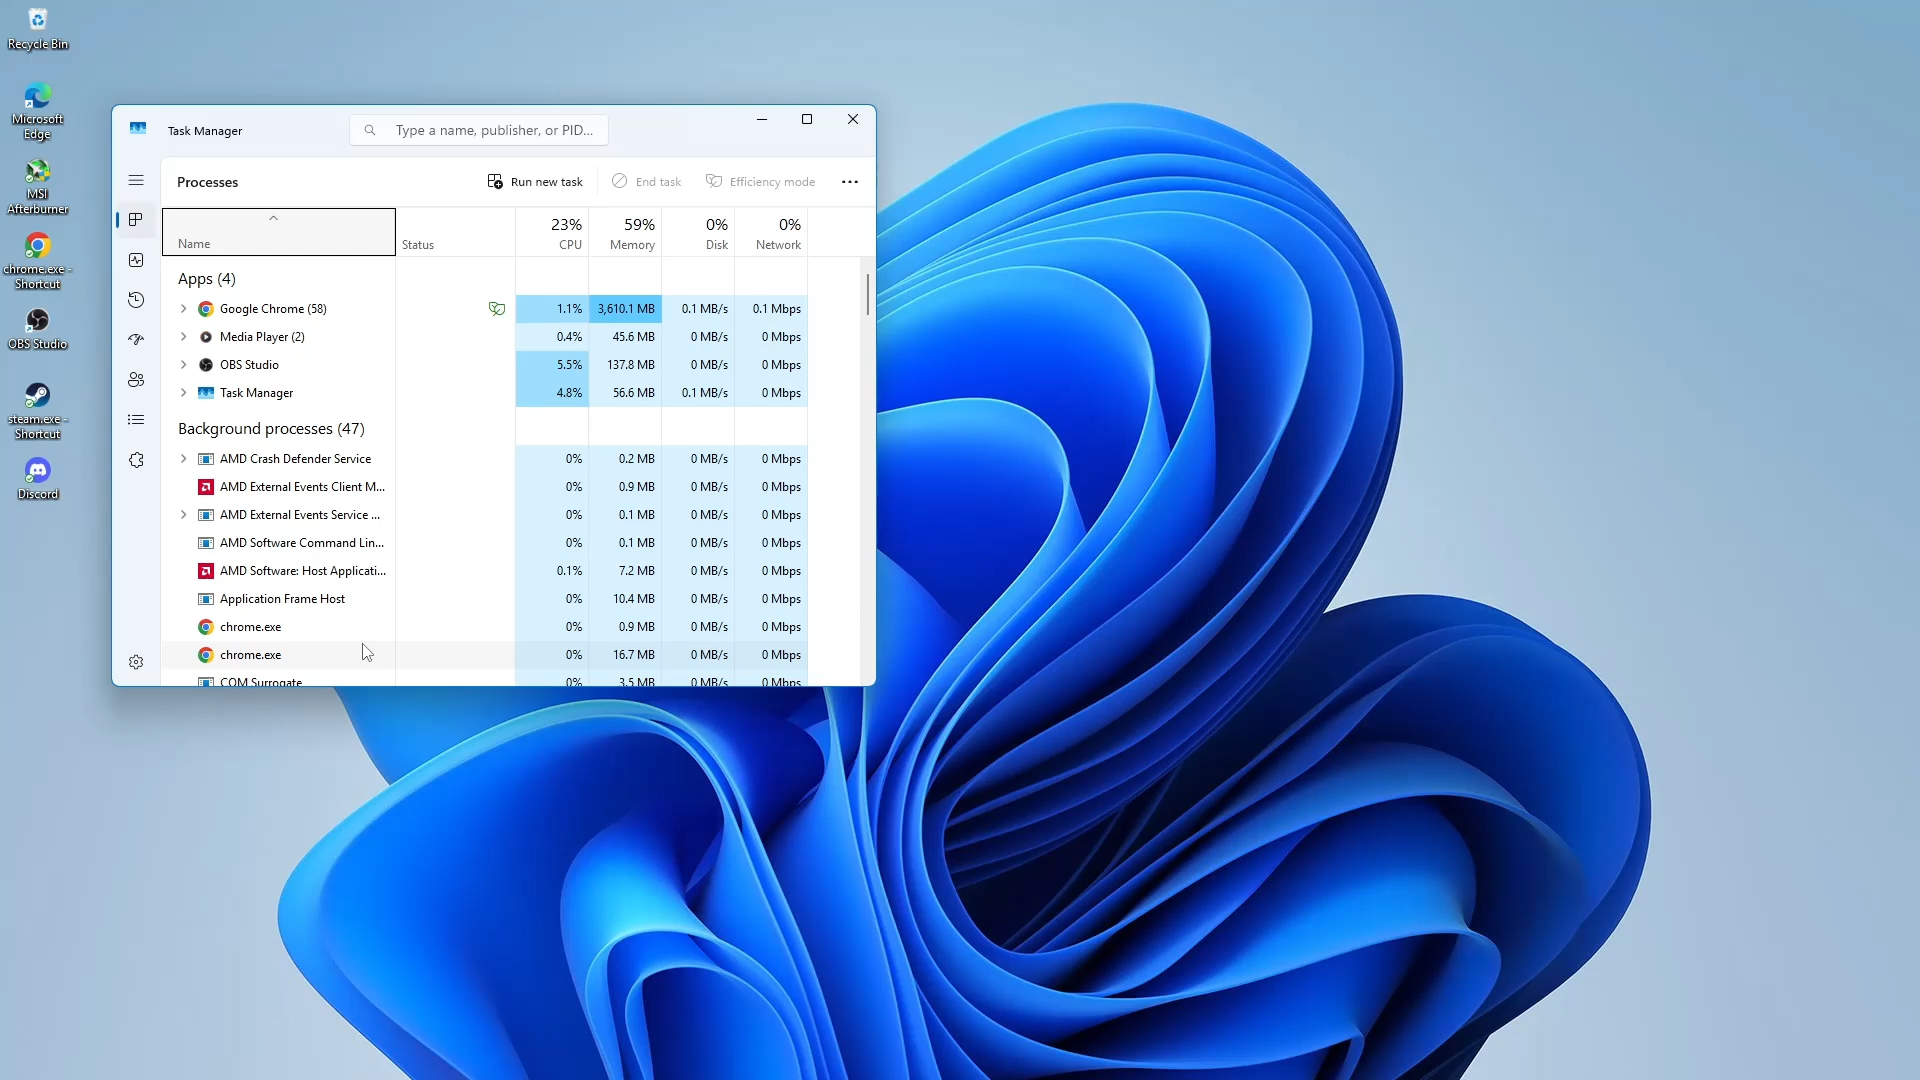 Recycle Bin
Microsoft
Edge
MSI
Afterburner
chrome.exe -
Shortcut
OBS Studio
steam.exe -
Shortcut
Discord
Task Manager
Type a name, publisher, or PID...
Processes
Run new task
End task
Efficiency mode
Name
Status
23% CPU
59% Memory
0% Disk
0% Network
Apps (4)
Google Chrome (58) 1.1% 3,610.1 MB 0.1 MB/s 0.1 Mbps
Media Player (2) 0.4% 45.6 MB 0 MB/s 0 Mbps
OBS Studio 5.5% 137.8 MB 0 MB/s 0 Mbps
Task Manager 4.8% 56.6 MB 0.1 MB/s 0 Mbps
Background processes (47)
AMD Crash Defender Service 0% 0.2 MB 0 MB/s 0 Mbps
AMD External Events Client M... 0% 0.9 MB 0 MB/s 0 Mbps
AMD External Events Service ... 0% 0.1 MB 0 MB/s 0 Mbps
AMD Software Command Lin... 0% 0.1 MB 0 MB/s 0 Mbps
AMD Software: Host Applicati... 0.1% 7.2 MB 0 MB/s 0 Mbps
Application Frame Host 0% 10.4 MB 0 MB/s 0 Mbps
chrome.exe 0% 0.9 MB 0 MB/s 0 Mbps
chrome.exe 0% 16.7 MB 0 MB/s 0 Mbps
COM Surrogate 0% 3.5 MB 0 MB/s 0 Mbps